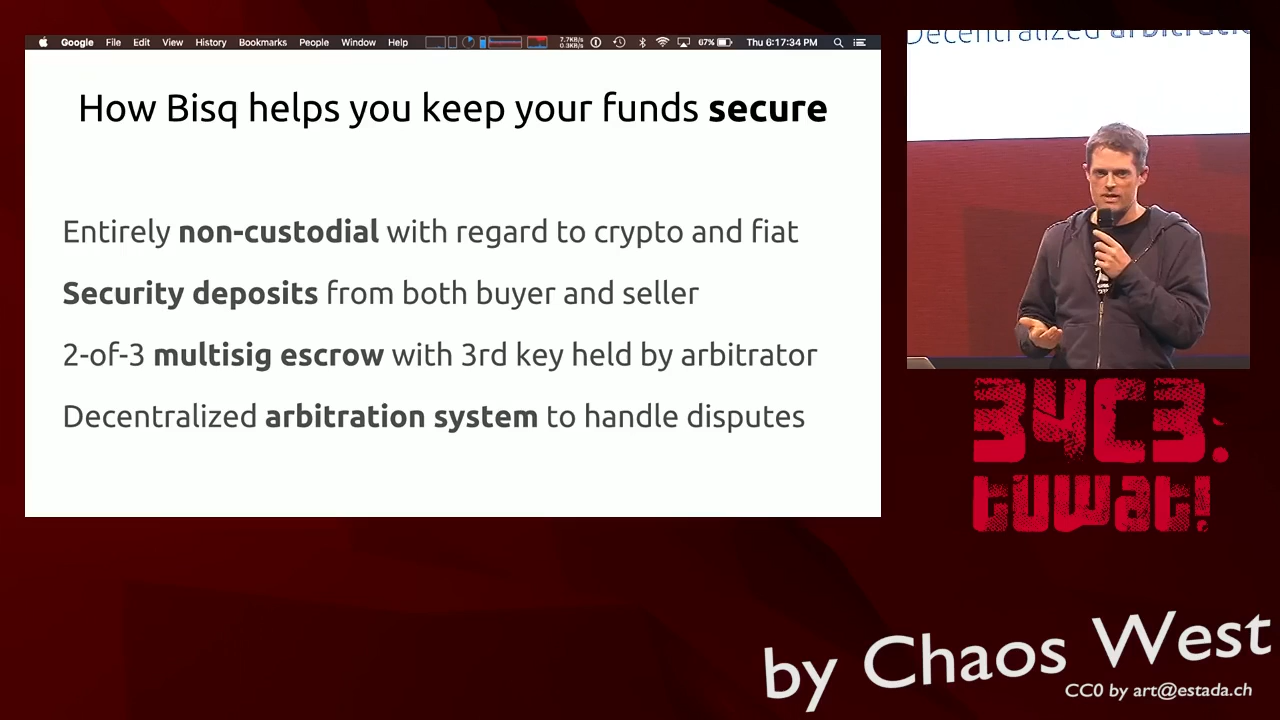 Google File Edit View History Bookmarks People Window Help 7.7KB/s 0.3KB/s 67% Thu 6:17:34 PM
How Bisq helps you keep your funds secure
Entirely non-custodial with regard to crypto and fiat
Security deposits from both buyer and seller
2-of-3 multisig escrow with 3rd key held by arbitrator
Decentralized arbitration system to handle disputes
Decentralized arbitratio
34C3:
tuwat!
by Chaos West
CC0 by art@estada.ch